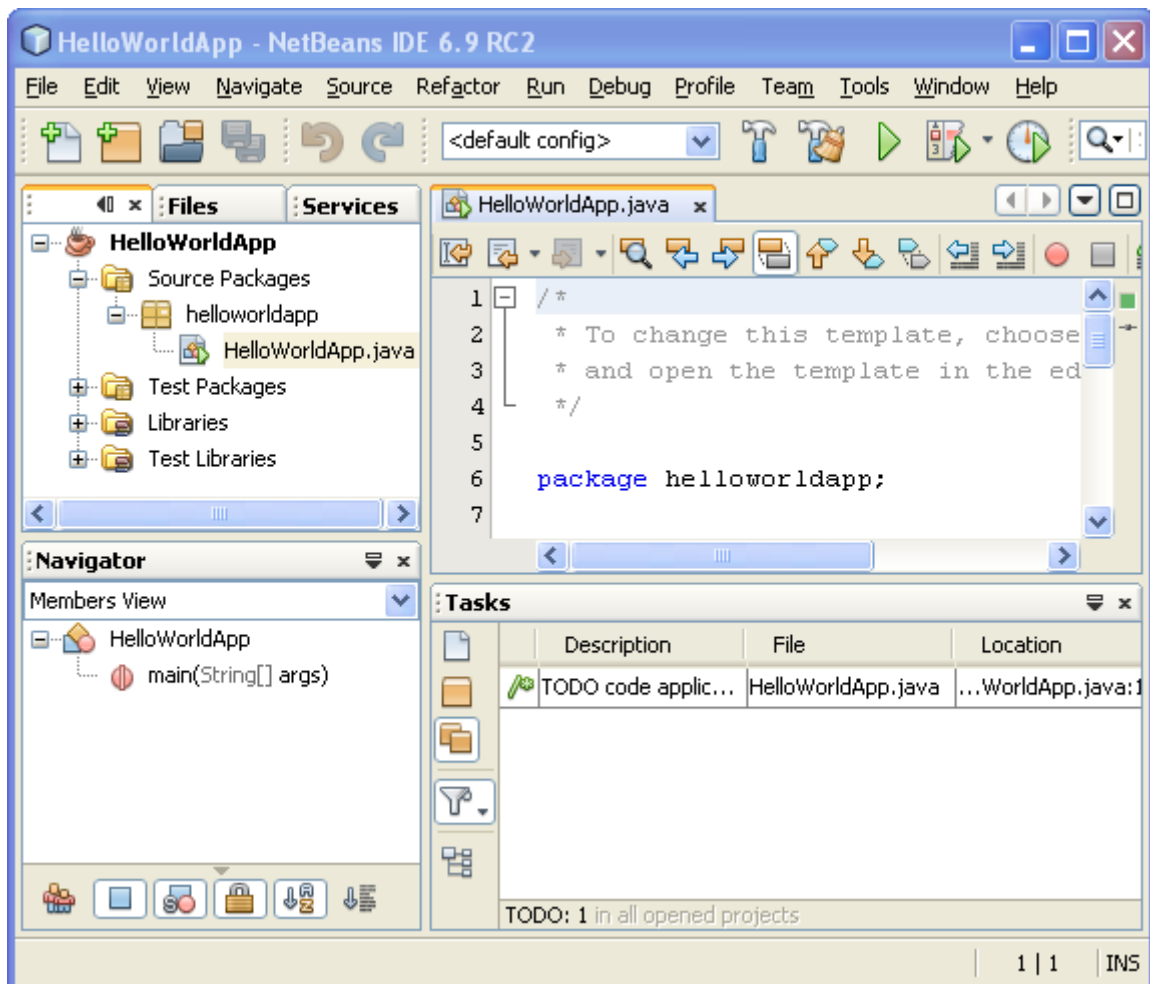 HelloWorldApp - NetBeans IDE 6.9 RC2
File Edit View Navigate Source Refactor Run Debug Profile Team Tools Window Help
<default config>
Files Services
HelloWorldApp
Source Packages
helloworldapp
HelloWorldApp.java
Test Packages
Libraries
Test Libraries
HelloWorldApp.java
1 /*
2 * To change this template, choose
3 * and open the template in the ed
4 */
5
6 package helloworldapp;
7
Navigator
Members View
HelloWorldApp
main(String[] args)
Tasks
Description File Location
TODO code applic... HelloWorldApp.java ...WorldApp.java:1
TODO: 1 in all opened projects
1 | 1 INS